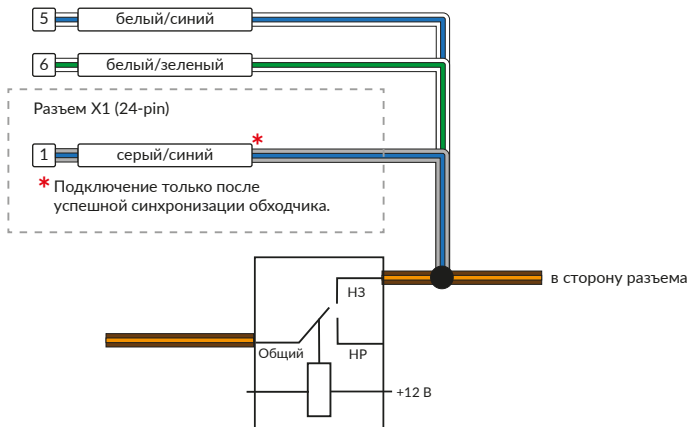 5 белый/синий
6 белый/зеленый
Разъем X1 (24-pin)
1 серый/синий *
* Подключение только после
успешной синхронизации обходчика.
в сторону разъема
НЗ
Общий
НР
+12 В